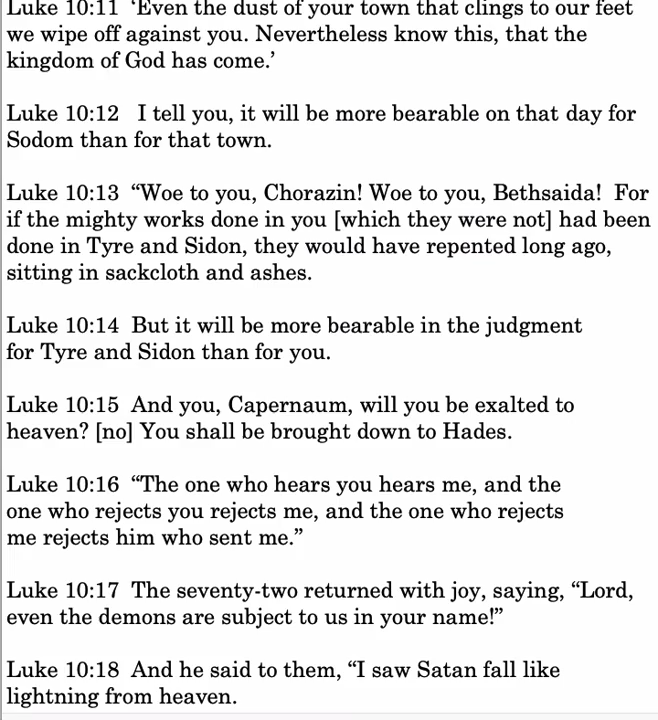 Luke 10:11 ‘Even the dust of your town that clings to our feet
we wipe off against you. Nevertheless know this, that the
kingdom of God has come.’
Luke 10:12 I tell you, it will be more bearable on that day for
Sodom than for that town.
Luke 10:13 “Woe to you, Chorazin! Woe to you, Bethsaida! For
if the mighty works done in you [which they were not] had been
done in Tyre and Sidon, they would have repented long ago,
sitting in sackcloth and ashes.
Luke 10:14 But it will be more bearable in the judgment
for Tyre and Sidon than for you.
Luke 10:15 And you, Capernaum, will you be exalted to
heaven? [no] You shall be brought down to Hades.
Luke 10:16 “The one who hears you hears me, and the
one who rejects you rejects me, and the one who rejects
me rejects him who sent me.”
Luke 10:17 The seventy-two returned with joy, saying, “Lord,
even the demons are subject to us in your name!”
Luke 10:18 And he said to them, “I saw Satan fall like
lightning from heaven.